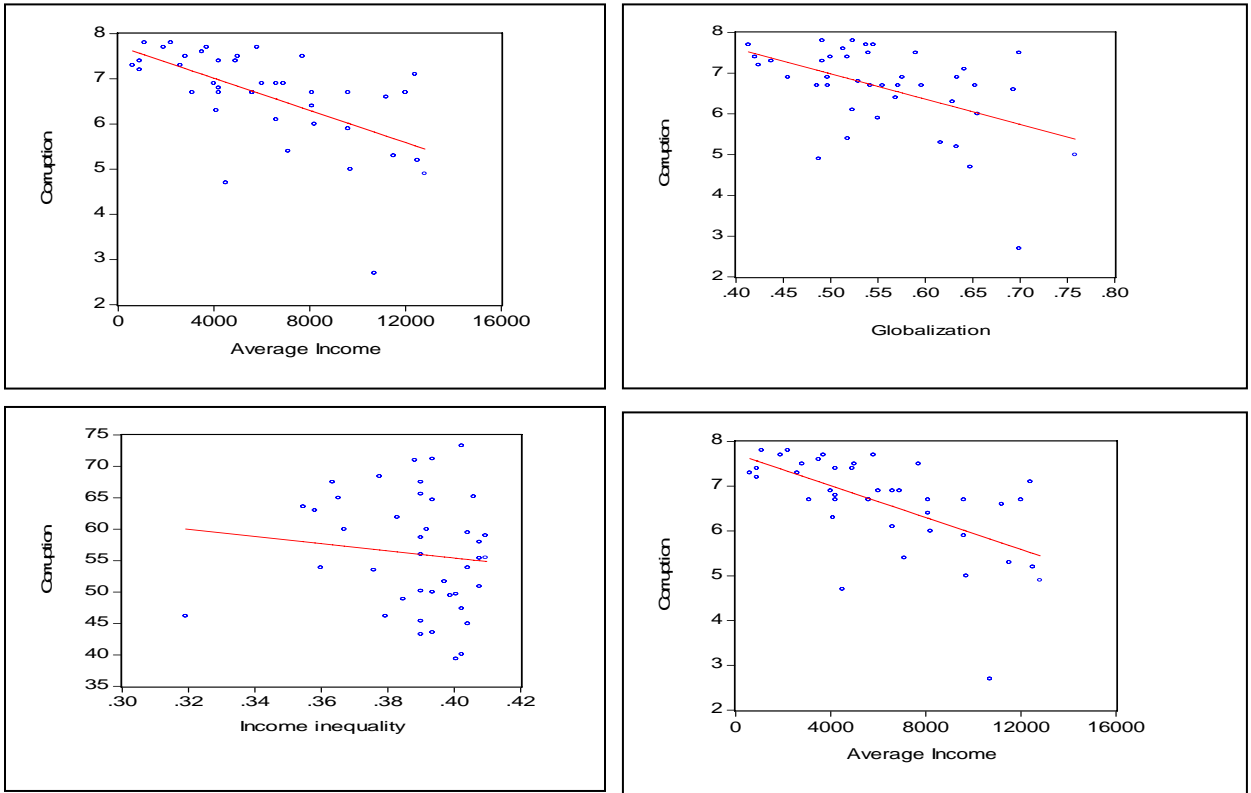 8
7
6
5
4
3
2
Corruption
0 4000 8000 12000 16000
Average Income
8
7
6
5
4
3
2
Corruption
.40 .45 .50 .55 .60 .65 .70 .75 .80
Globalization
75
70
65
60
55
50
45
40
35
Corruption
.30 .32 .34 .36 .38 .40 .42
Income inequality
8
7
6
5
4
3
2
Corruption
0 4000 8000 12000 16000
Average Income